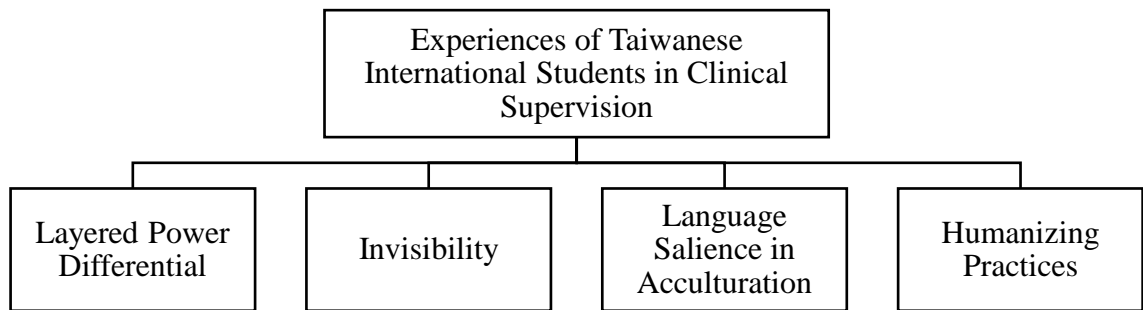 Experiences of Taiwanese
International Students in Clinical
Supervision
Layered Power
Differential
Invisibility
Language
Salience in
Acculturation
Humanizing
Practices